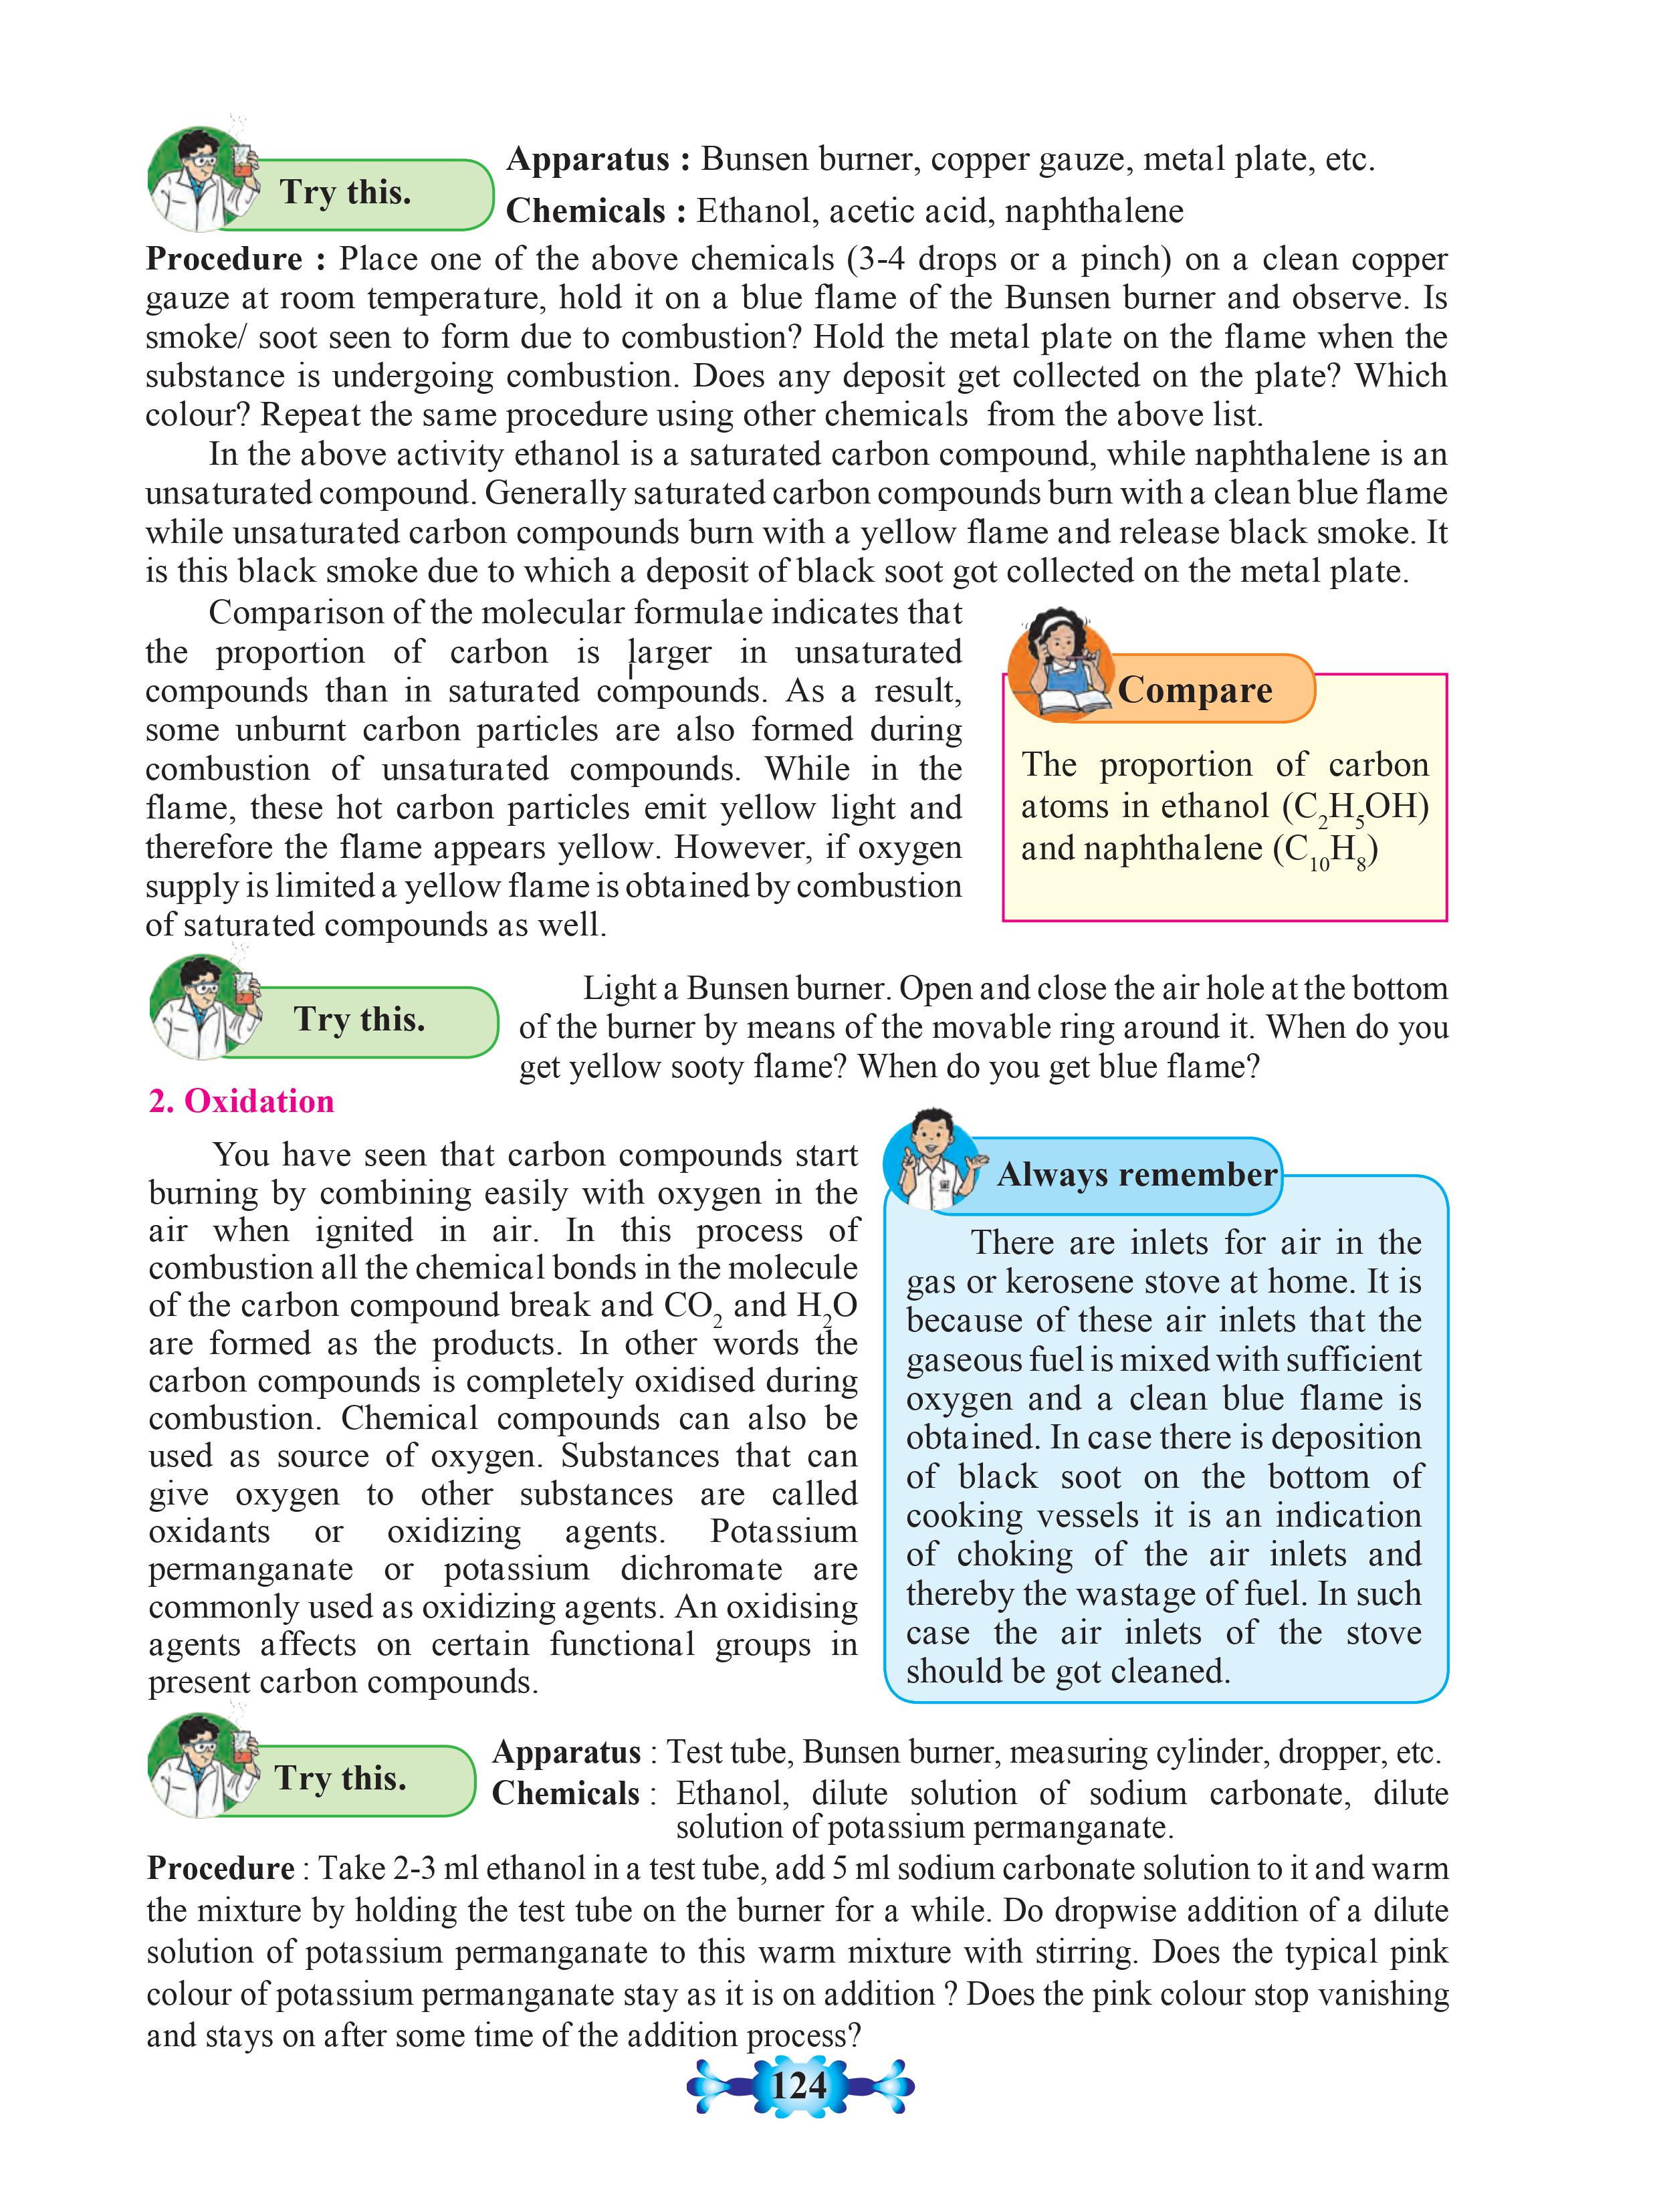 Try this.
Apparatus : Bunsen burner, copper gauze, metal plate, etc.
Chemicals : Ethanol, acetic acid, naphthalene
Procedure : Place one of the above chemicals (3-4 drops or a pinch) on a clean copper
gauze at room temperature, hold it on a blue flame of the Bunsen burner and observe. Is
smoke/ soot seen to form due to combustion? Hold the metal plate on the flame when the
substance is undergoing combustion. Does any deposit get collected on the plate? Which
colour? Repeat the same procedure using other chemicals from the above list.
In the above activity ethanol is a saturated carbon compound, while naphthalene is an
unsaturated compound. Generally saturated carbon compounds burn with a clean blue flame
while unsaturated carbon compounds burn with a yellow flame and release black smoke. It
is this black smoke due to which a deposit of black soot got collected on the metal plate.
Comparison of the molecular formulae indicates that
the proportion of carbon is larger in unsaturated
compounds than in saturated compounds. As a result,
some unburnt carbon particles are also formed during
combustion of unsaturated compounds. While in the
flame, these hot carbon particles emit yellow light and
therefore the flame appears yellow. However, if oxygen
supply is limited a yellow flame is obtained by combustion
of saturated compounds as well.
Compare
The proportion of carbon
atoms in ethanol (C₂H₅OH)
and naphthalene (C₁₀H₈)
Try this.
Light a Bunsen burner. Open and close the air hole at the bottom
of the burner by means of the movable ring around it. When do you
get yellow sooty flame? When do you get blue flame?
2. Oxidation
You have seen that carbon compounds start
burning by combining easily with oxygen in the
air when ignited in air. In this process of
combustion all the chemical bonds in the molecule
of the carbon compound break and CO₂ and H₂O
are formed as the products. In other words the
carbon compounds is completely oxidised during
combustion. Chemical compounds can also be
used as source of oxygen. Substances that can
give oxygen to other substances are called
oxidants or oxidizing agents. Potassium
permanganate or potassium dichromate are
commonly used as oxidizing agents. An oxidising
agents affects on certain functional groups in
present carbon compounds.
Always remember
There are inlets for air in the
gas or kerosene stove at home. It is
because of these air inlets that the
gaseous fuel is mixed with sufficient
oxygen and a clean blue flame is
obtained. In case there is deposition
of black soot on the bottom of
cooking vessels it is an indication
of choking of the air inlets and
thereby the wastage of fuel. In such
case the air inlets of the stove
should be got cleaned.
Try this.
Apparatus : Test tube, Bunsen burner, measuring cylinder, dropper, etc.
Chemicals : Ethanol, dilute solution of sodium carbonate, dilute
solution of potassium permanganate.
Procedure : Take 2-3 ml ethanol in a test tube, add 5 ml sodium carbonate solution to it and warm
the mixture by holding the test tube on the burner for a while. Do dropwise addition of a dilute
solution of potassium permanganate to this warm mixture with stirring. Does the typical pink
colour of potassium permanganate stay as it is on addition ? Does the pink colour stop vanishing
and stays on after some time of the addition process?
124